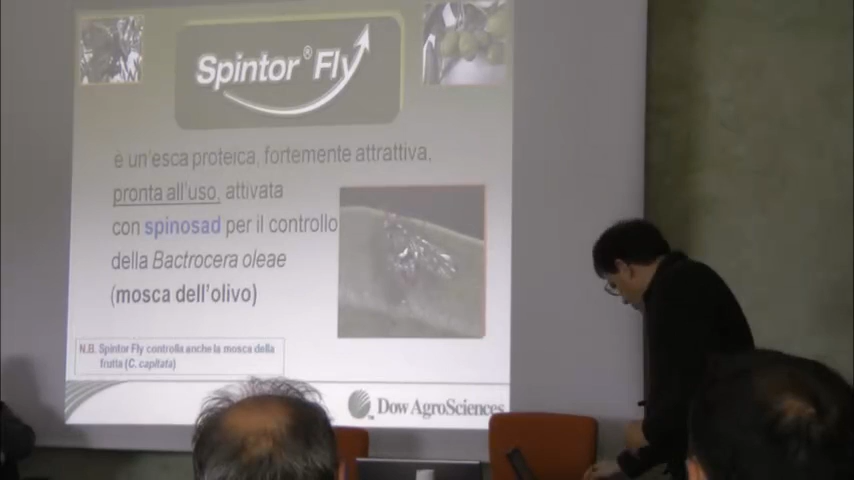 Spintor® Fly
è un'esca proteica, fortemente attrattiva,
pronta all'uso, attivata
con spinosad per il controllo
della Bactrocera oleae
(mosca dell'olivo)
N.B. Spintor Fly controlla anche la mosca della
frutta (C. capitata)
Dow AgroSciences